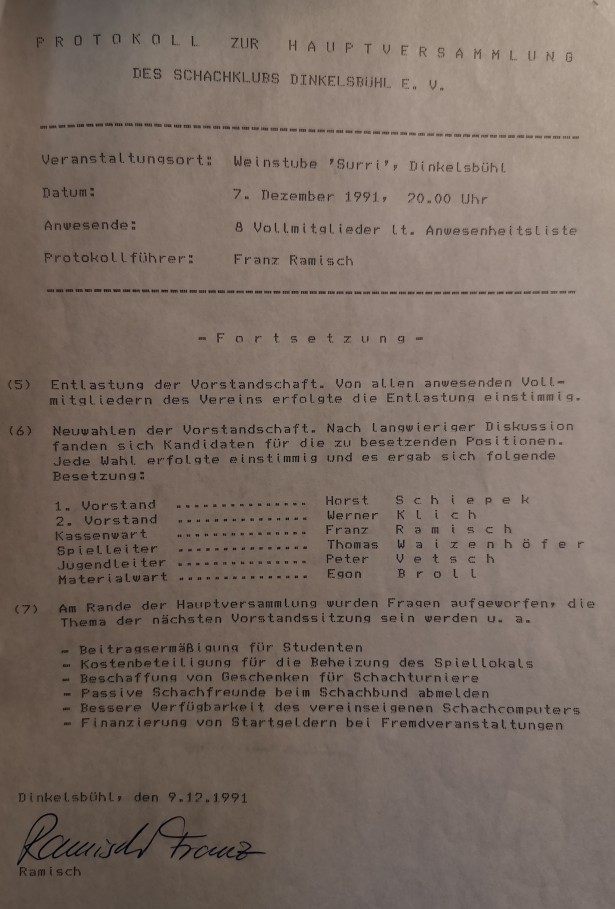 PROTOKOLL ZUR HAUPTVERSAMMLUNG
DES SCHACHKLUBS DINKELSBÜHL E. V.
Veranstaltungsort: Weinstube "Surri", Dinkelsbühl
Datum: 7. Dezember 1991, 20.00 Uhr
Anwesende: 8 Vollmitglieder lt. Anwesenheitsliste
Protokollführer: Franz Ramisch
- Fortsetzung -
(5) Entlastung der Vorstandschaft. Von allen anwesenden Voll-
mitgliedern des Vereins erfolgte die Entlastung einstimmig.
(6) Neuwahlen der Vorstandschaft. Nach langwieriger Diskussion
fanden sich Kandidaten für die zu besetzenden Positionen.
Jede Wahl erfolgte einstimmig und es ergab sich folgende
Besetzung:
1. Vorstand ............... Horst Schiepek
2. Vorstand ............... Werner Klich
Kassenwart ............... Franz Ramisch
Spielleiter ............... Thomas Waizenhöfer
Jugendleiter ............... Peter Vetsch
Materialwart ............... Egon Broll
(7) Am Rande der Hauptversammlung wurden Fragen aufgeworfen, die
Thema der nächsten Vorstandssitzung sein werden u. a.
- Beitragsermäßigung für Studenten
- Kostenbeteiligung für die Beheizung des Spiellokals
- Beschaffung von Geschenken für Schachturniere
- Passive Schachfreunde beim Schachbund abmelden
- Bessere Verfügbarkeit des vereinseigenen Schachcomputers
- Finanzierung von Startgeldern bei Fremdveranstaltungen
Dinkelsbühl, den 9.12.1991
Ramisch Franz
Ramisch